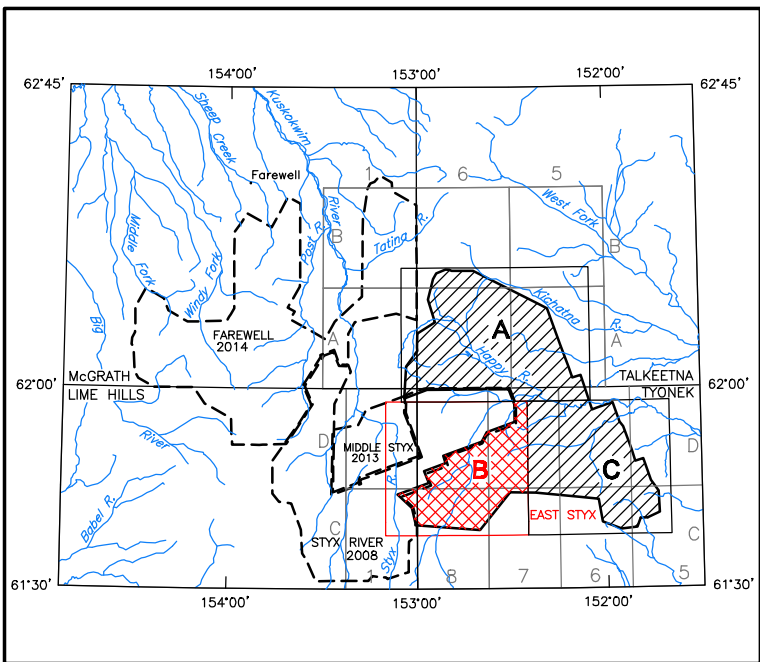 154°00' 153°00' 152°00'
62°45' 62°45'
Kuskokwim
Sheep Creek
Farewell
1 6 5
River
West Fork
Post R.
B
Tatina R.
B
Middle
Fork
Windy Fork
Kichatna
R.
Big
FAREWELL
2014
A
A
A
Happy
R.
McGRATH
TALKEETNA
62°00' 62°00'
LIME HILLS
TYONEK
River
D
MIDDLE STYX
2013
B
C
D
R.
Babel R.
C
STYX RIVER
2008
EAST STYX
C
Styx
1 8 7 6 5
61°30' 61°30'
154°00' 153°00' 152°00'